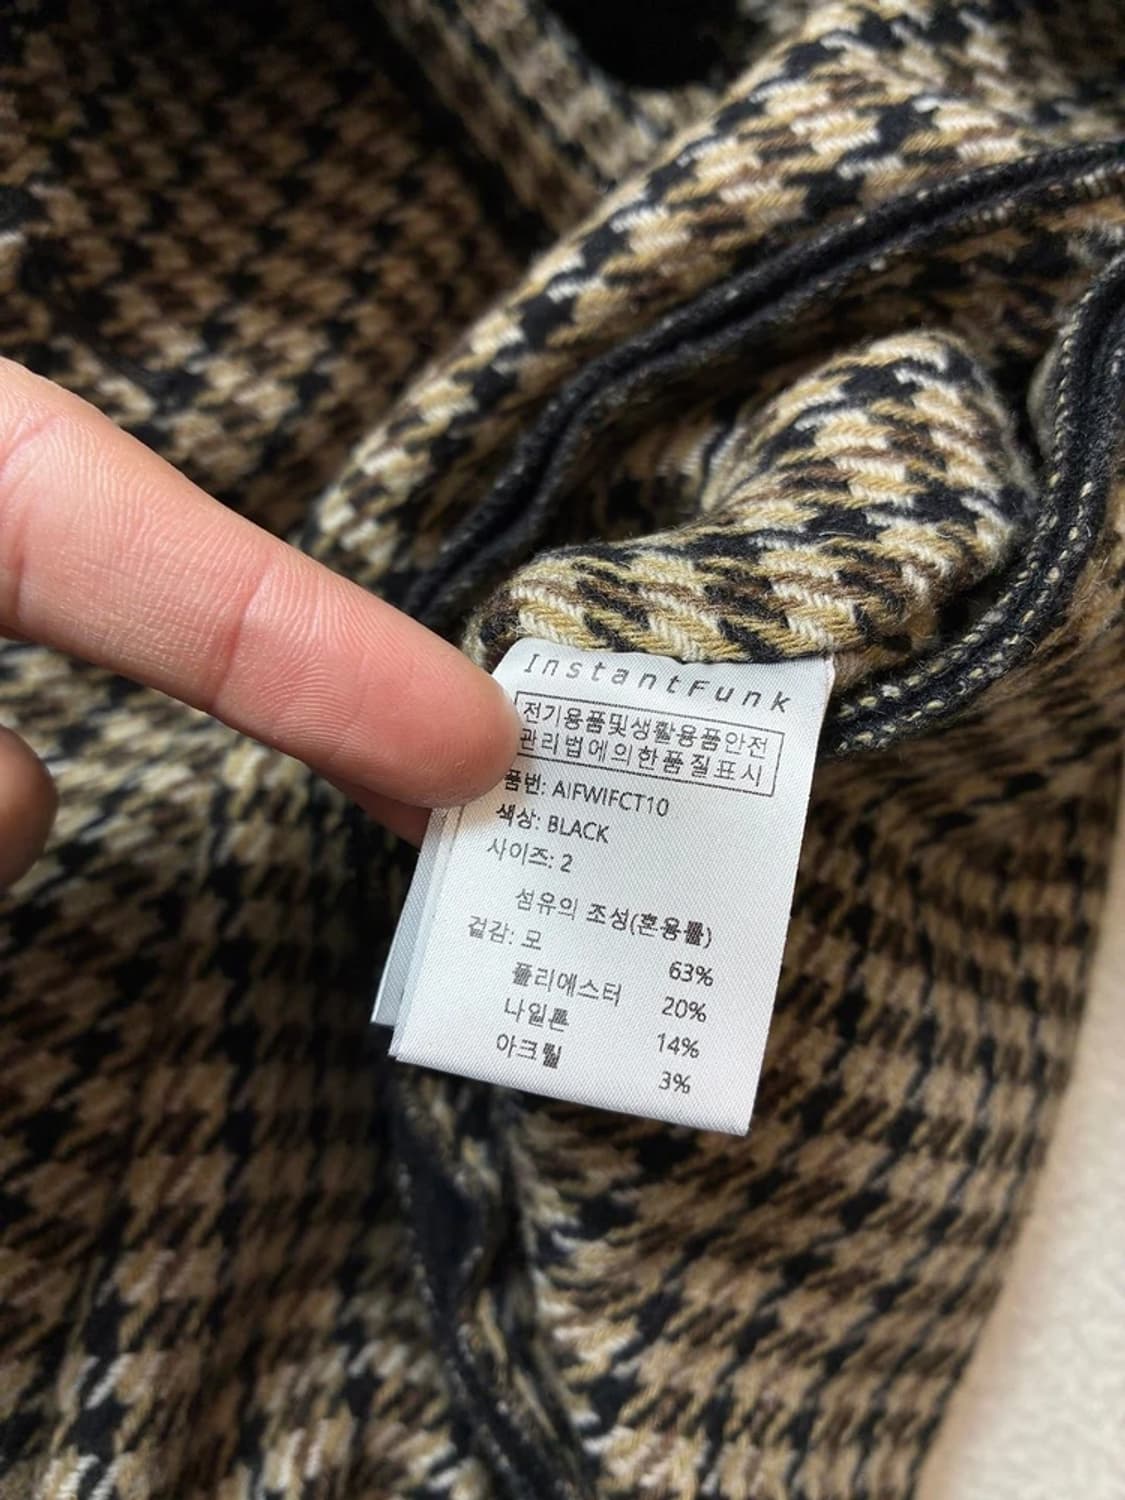 InstantFunk
전기용품및생활용품안전
관리법에의한품질표시
품번: AIFWIFCT10
색상: BLACK
사이즈: 2
섬유의 조성(혼용률)
겉감: 모 63%
폴리에스터 20%
나일론 14%
아크릴 3%